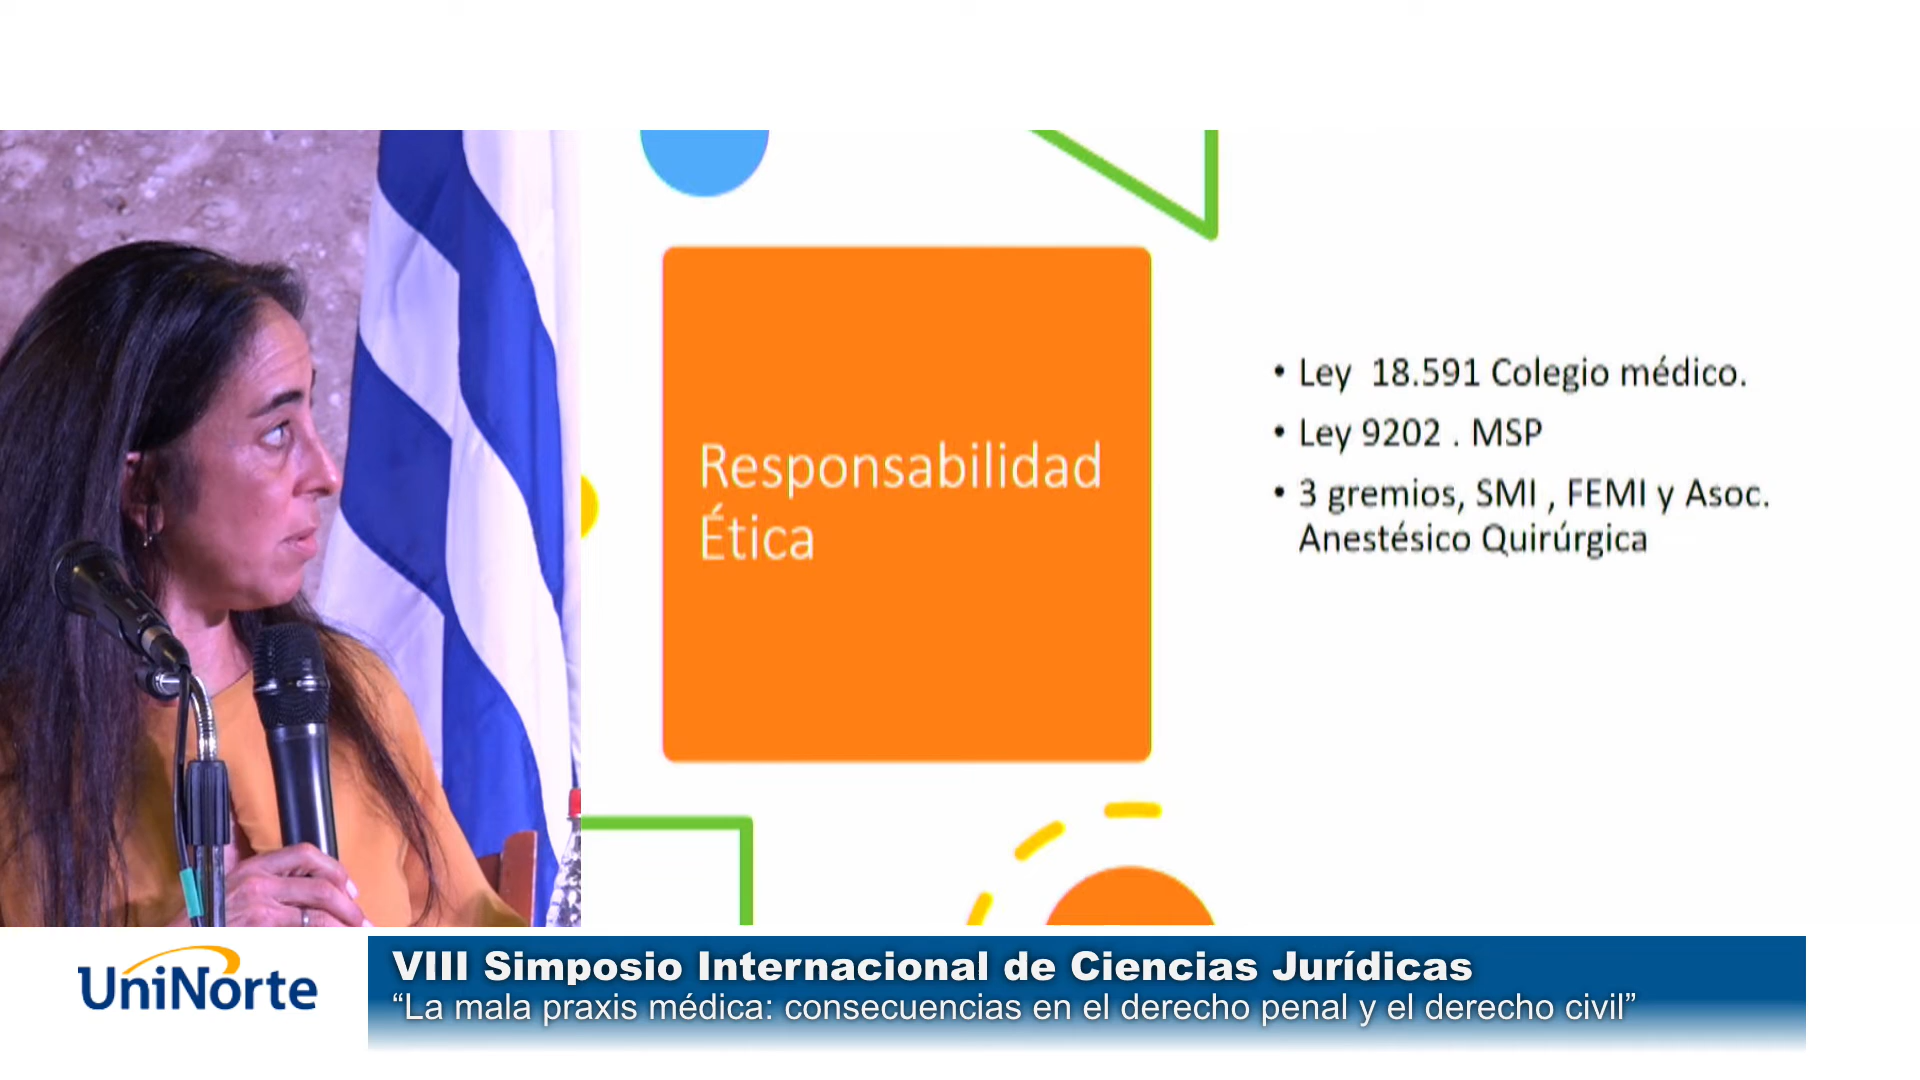 Responsabilidad
Ética
• Ley 18.591 Colegio médico.
• Ley 9202 . MSP
• 3 gremios, SMI , FEMI y Asoc.
Anestésico Quirúrgica
UniNorte
VIII Simposio Internacional de Ciencias Jurídicas
“La mala praxis médica: consecuencias en el derecho penal y el derecho civil”